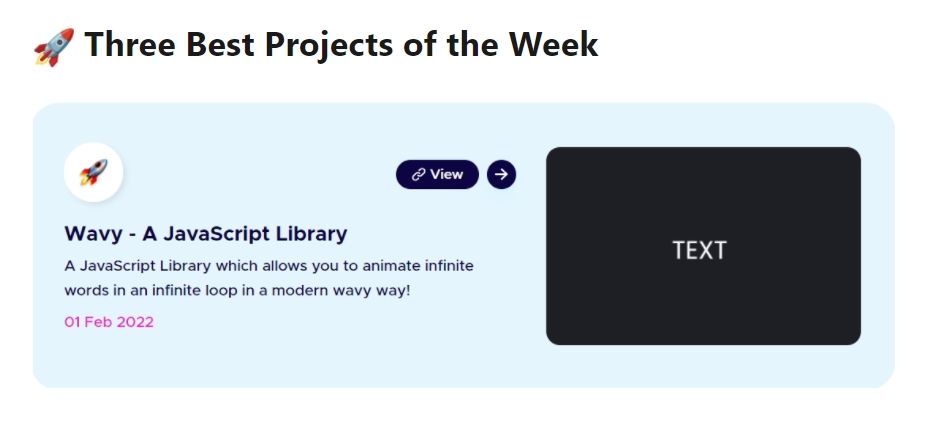 🚀 Three Best Projects of the Week
View
Wavy - A JavaScript Library
A JavaScript Library which allows you to animate infinite
words in an infinite loop in a modern wavy way!
01 Feb 2022
TEXT